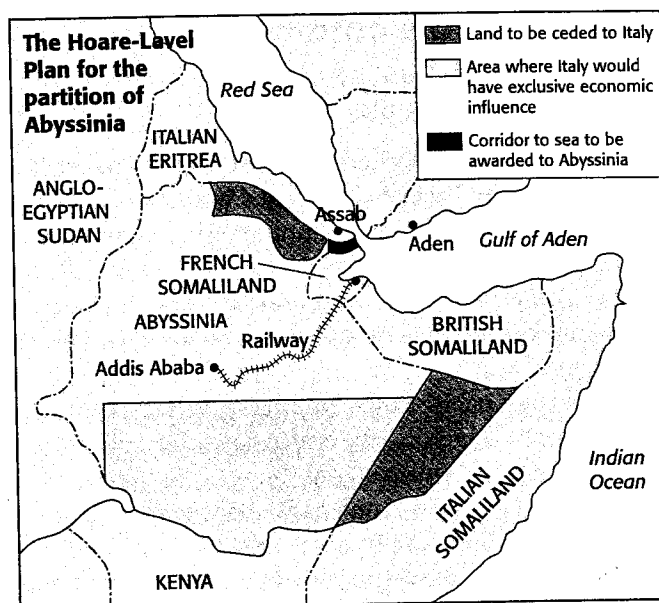 The Hoare-Lavel
Plan for the
partition of
Abyssinia
Land to be ceded to Italy
Area where Italy would
have exclusive economic
influence
Corridor to sea to be
awarded to Abyssinia
Red Sea
ITALIAN
ERITREA
ANGLO-
EGYPTIAN
SUDAN
Assab
Aden
Gulf of Aden
FRENCH
SOMALILAND
ABYSSINIA
Railway
BRITISH
SOMALILAND
Addis Ababa
Indian
Ocean
ITALIAN
SOMALILAND
KENYA